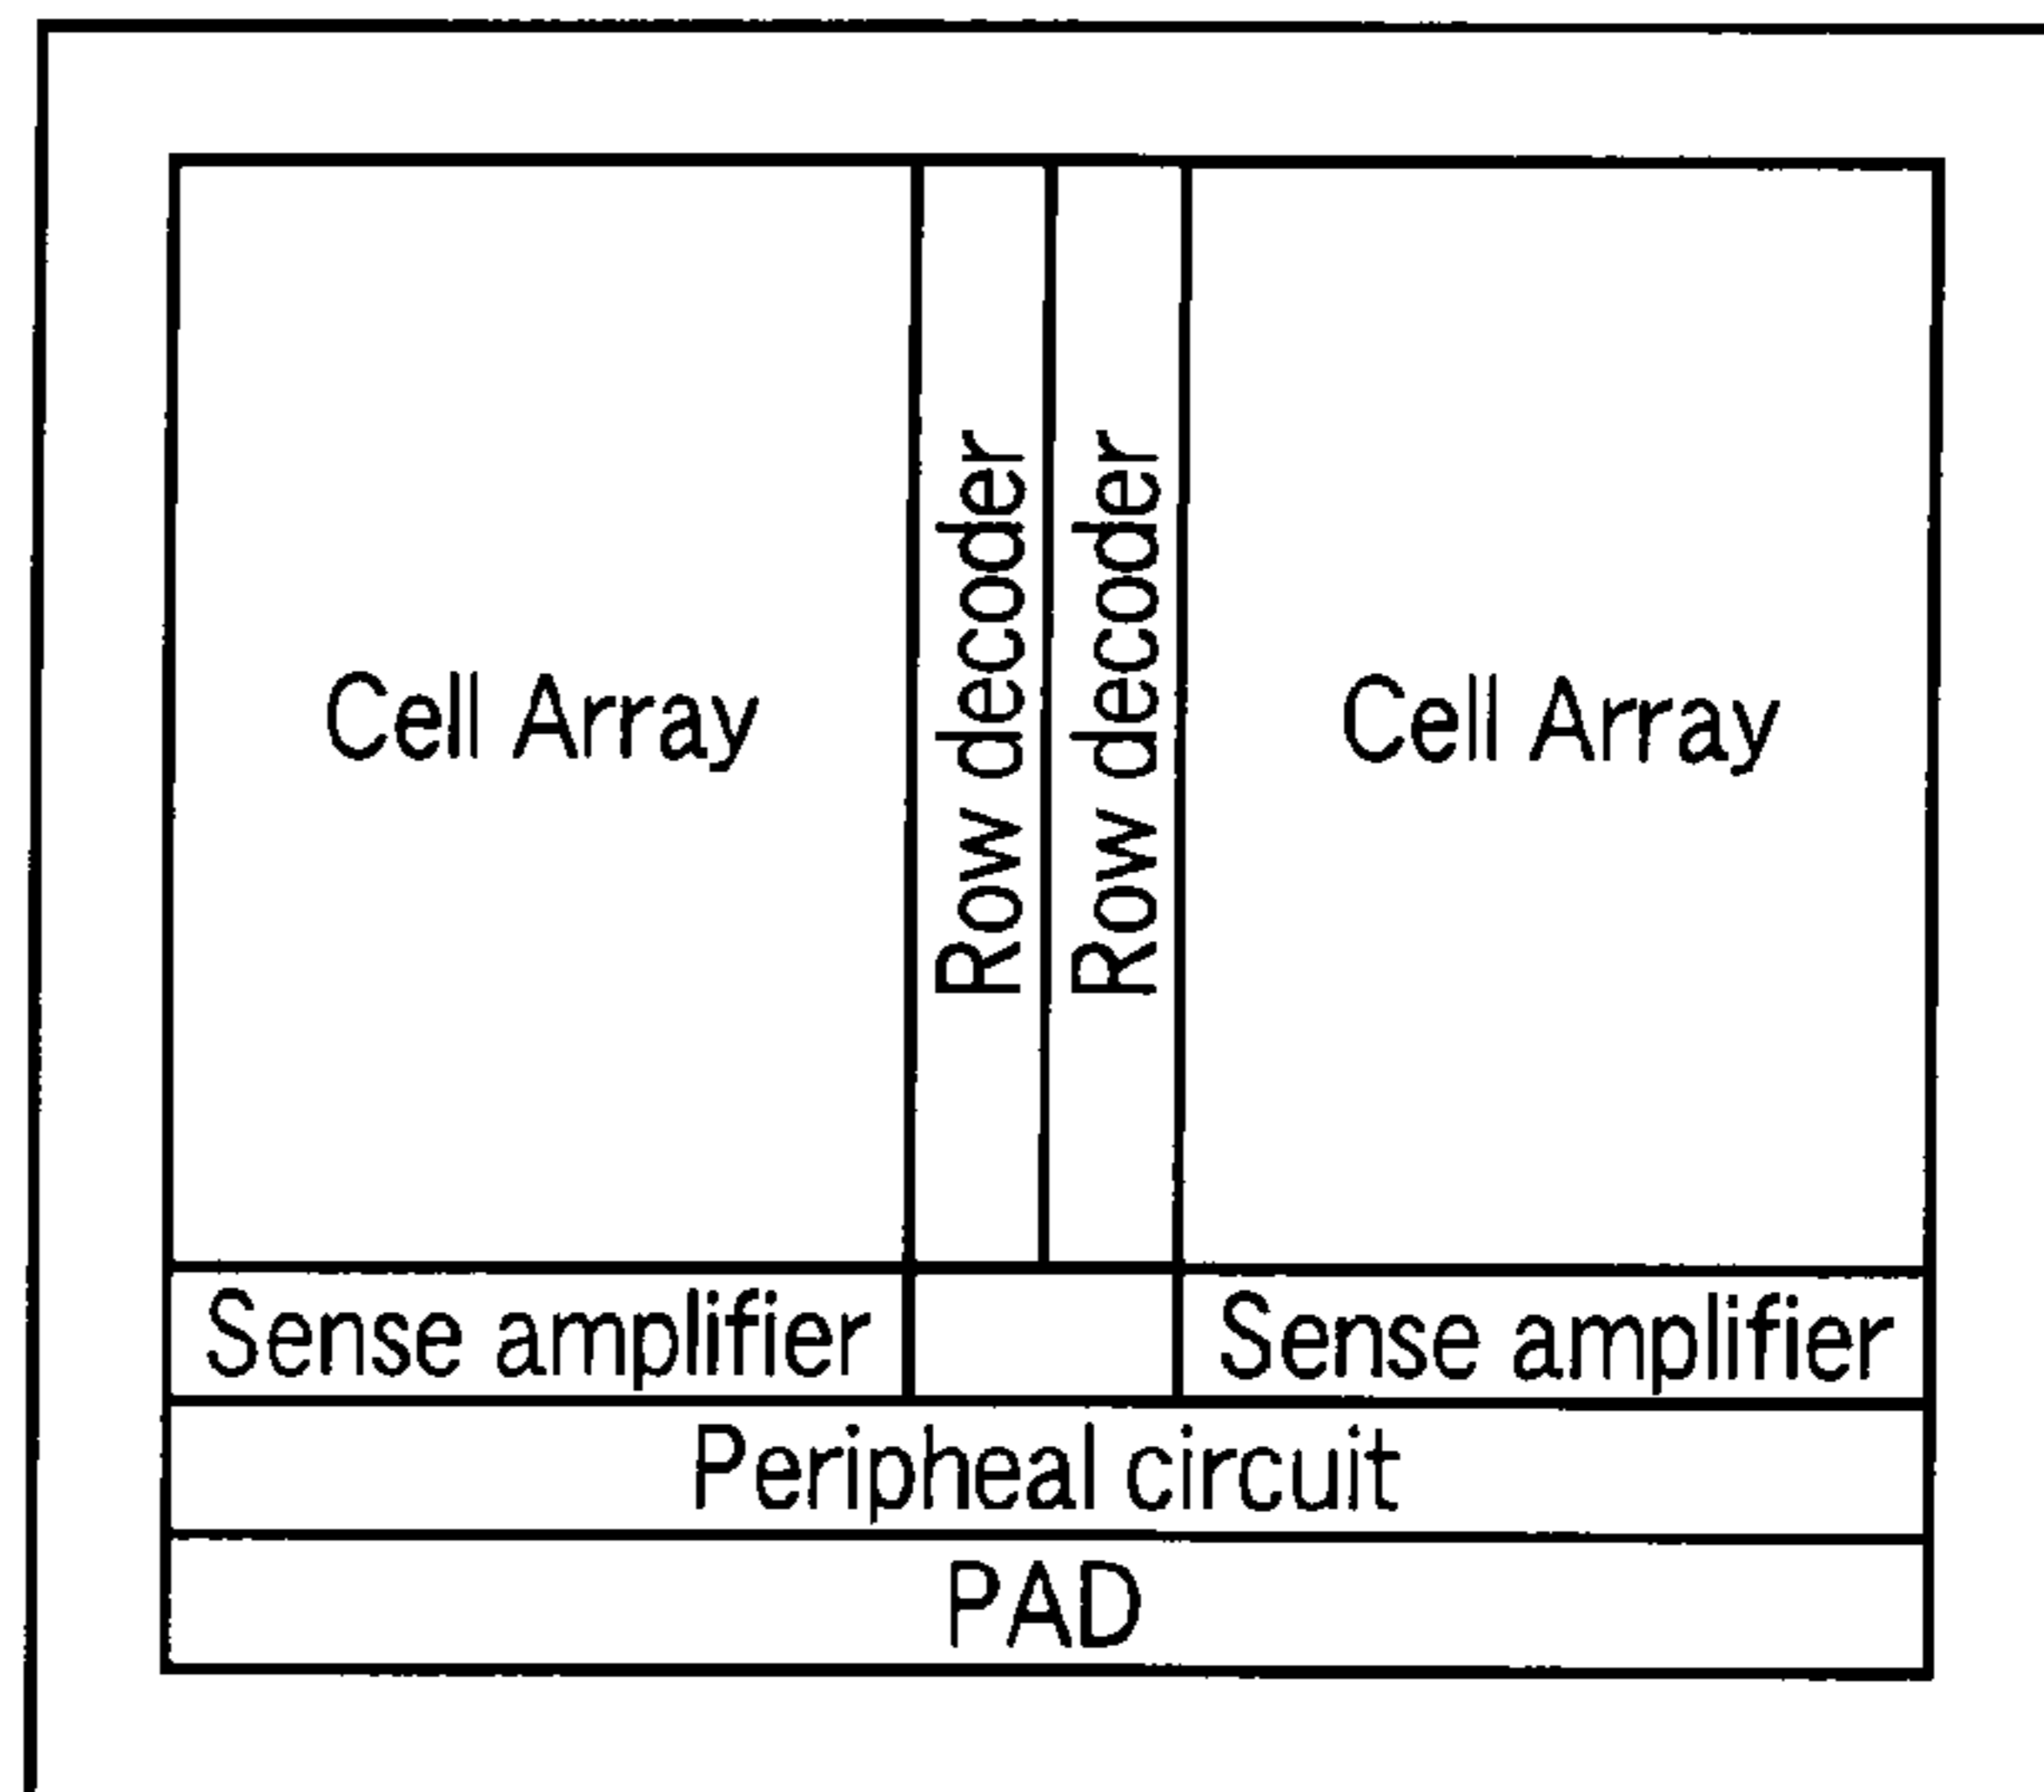 Cell Array
Row decoder
Row decoder
Cell Array
Sense amplifier
Sense amplifier
Peripheal circuit
PAD